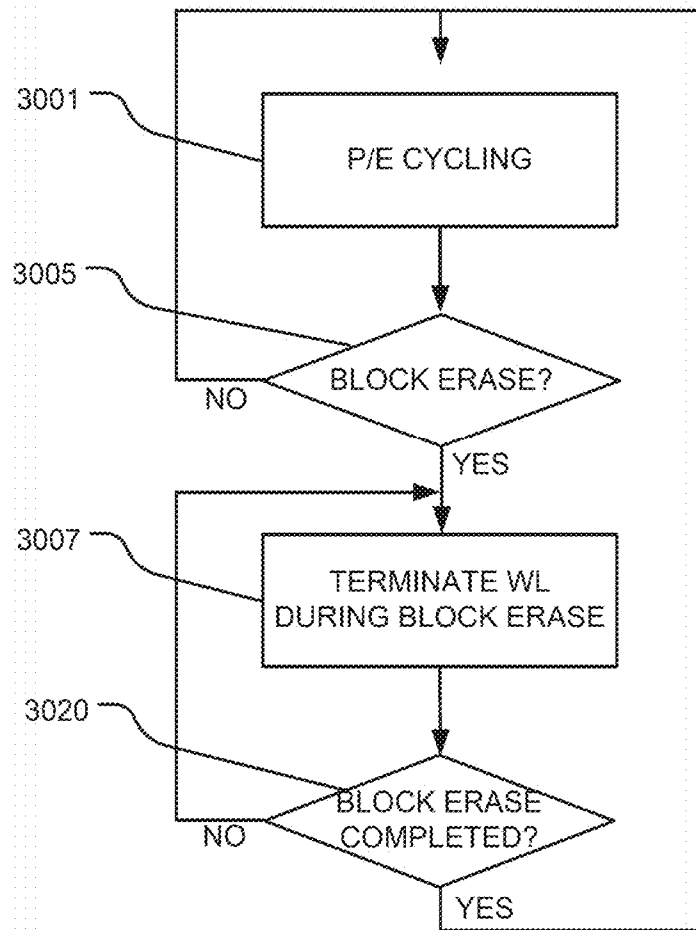 3001
P/E CYCLING
3005
BLOCK ERASE?
NO
YES
3007
TERMINATE WL
DURING BLOCK ERASE
3020
BLOCK ERASE
COMPLETED?
NO
YES